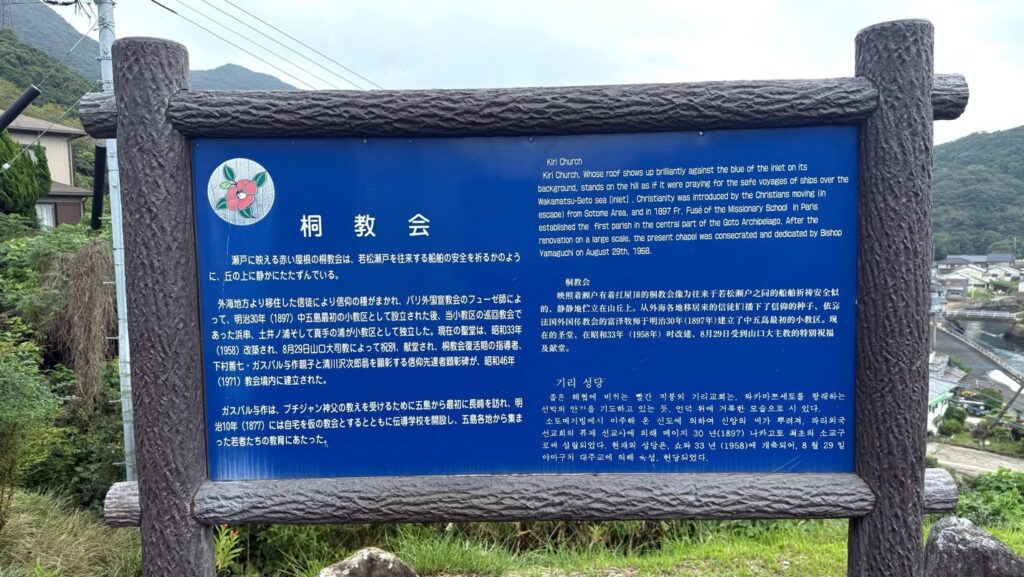 桐教会
瀬戸に映える赤い屋根の桐教会は、若松瀬戸を往来する船舶の安全を祈るかのよう
に、丘の上に静かにたたずんでいる。
外海地方より移住した信徒により信仰の種がまかれ、パリ外国宣教会のフューゼ師によ
って、明治30年（1897）中五島最初の小教区として設立された後、当小教区の巡回教会で
あった浜串、土井ノ浦そして真手の浦が小教区として独立した。現在の聖堂は、昭和33年
（1958）改築され、8月29日山口大司教によって祝別、献堂され、桐教会復活期の指導者、
下村善七・ガスパル与作親子と清川沢次郎翁を顕彰する信仰先達者顕彰碑が、昭和46年
（1971）教会境内に建立された。
ガスパル与作は、プチジャン神父の教えを受けるために五島から最初に長崎を訪れ、明
治10年（1877）には自宅を仮の教会とするとともに伝導学校を開設し、五島各地から集ま
った若者たちの教育にあたった。
Kiri Church
Kiri Church, Whose roof shows up brilliantly against the blue of the inlet on its
background, stands on the hill as if it were praying for the safe voyages of ships over the
Wakamatsu-Seto sea (inlet) , Christianity was introduced by the Christians moving (in
escape) from Sotome Area, and in 1897 Fr. Fusé of the Missionary School in Paris
established the first parish in the central part of the Goto Archipelago. After the
renovation on a large scale, the present chapel was consecrated and dedicated by Bishop
Yamaguchi on August 29th, 1958.
桐教会
映照着濑户有着红屋顶的桐教会像为往来于若松濑户之间的船舶祈祷安全似
的、静静地伫立在山丘上。从外海各地移居来的信徒们播下了信仰的种子，依靠
法国外国传教会的富泽牧师于明治30年(1897年)建立了中五岛最初的小教区。现
在的圣堂、在昭和33年（1958年）时改建、8月29日受到山口大主教的特别祝福
及献堂。
기리 성당
좁은 해협에 비치는 빨간 지붕의 기리교회는, 와카마쯔세토를 왕래하는
선박의 안전을 기도하고 있는 듯, 언덕 위에 거룩한 모습으로 서 있다.
소토메지방에서 이주해 온 신도에 의하여 신앙의 씨가 뿌려져, 파리외국
선교회의 퓨제 선교사에 의해 메이지 30 년(1897) 나카고토 최초의 소교구
로써 설립되었다. 현재의 성당은, 쇼와 33 년 (1958)에 개축되어, 8 월 29 일
야마구치 대주교에 의해 축성, 헌당되었다.